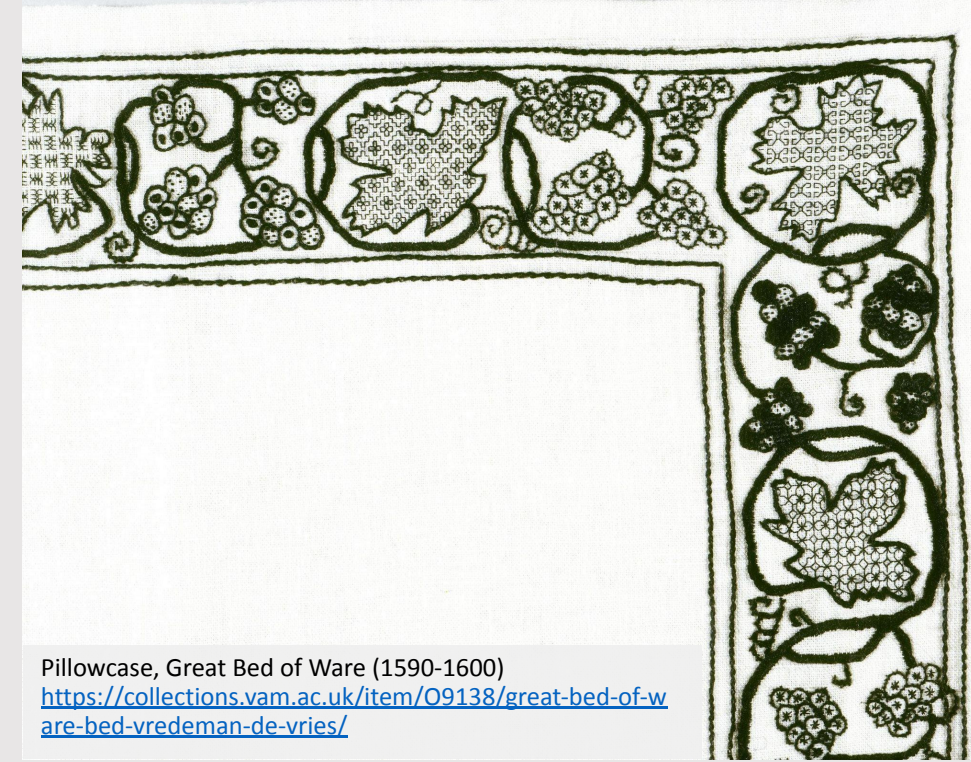 Pillowcase, Great Bed of Ware (1590-1600)
https://collections.vam.ac.uk/item/O9138/great-bed-of-w
are-bed-vredeman-de-vries/